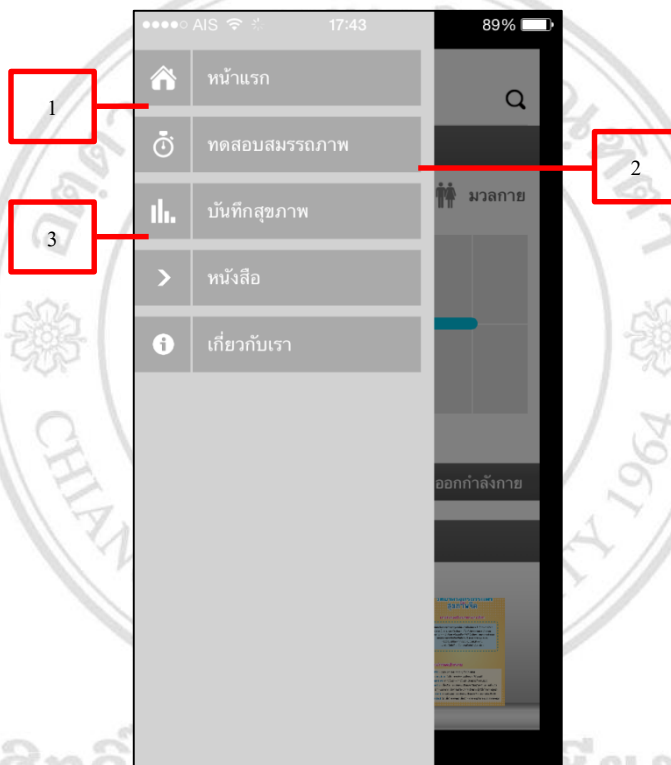 AIS 17:43 89%
หน้าแรก
1
ทดสอบสมรรถภาพ
2
มวลกาย
บันทึกสุขภาพ
3
หนังสือ
เกี่ยวกับเรา
ออกกำลังกาย